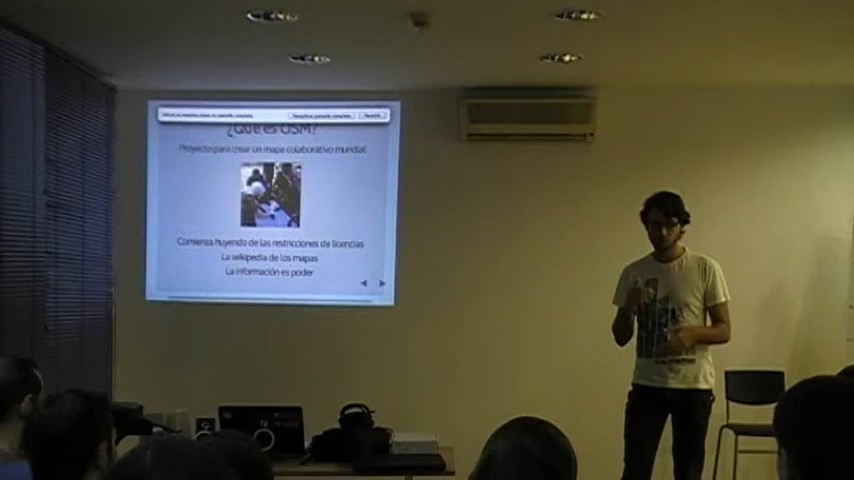 ¿Qué es OSM?
Proyecto para crear un mapa colaborativo mundial
Comienza huyendo de las restricciones de licencias
La wikipedia de los mapas
La información es poder